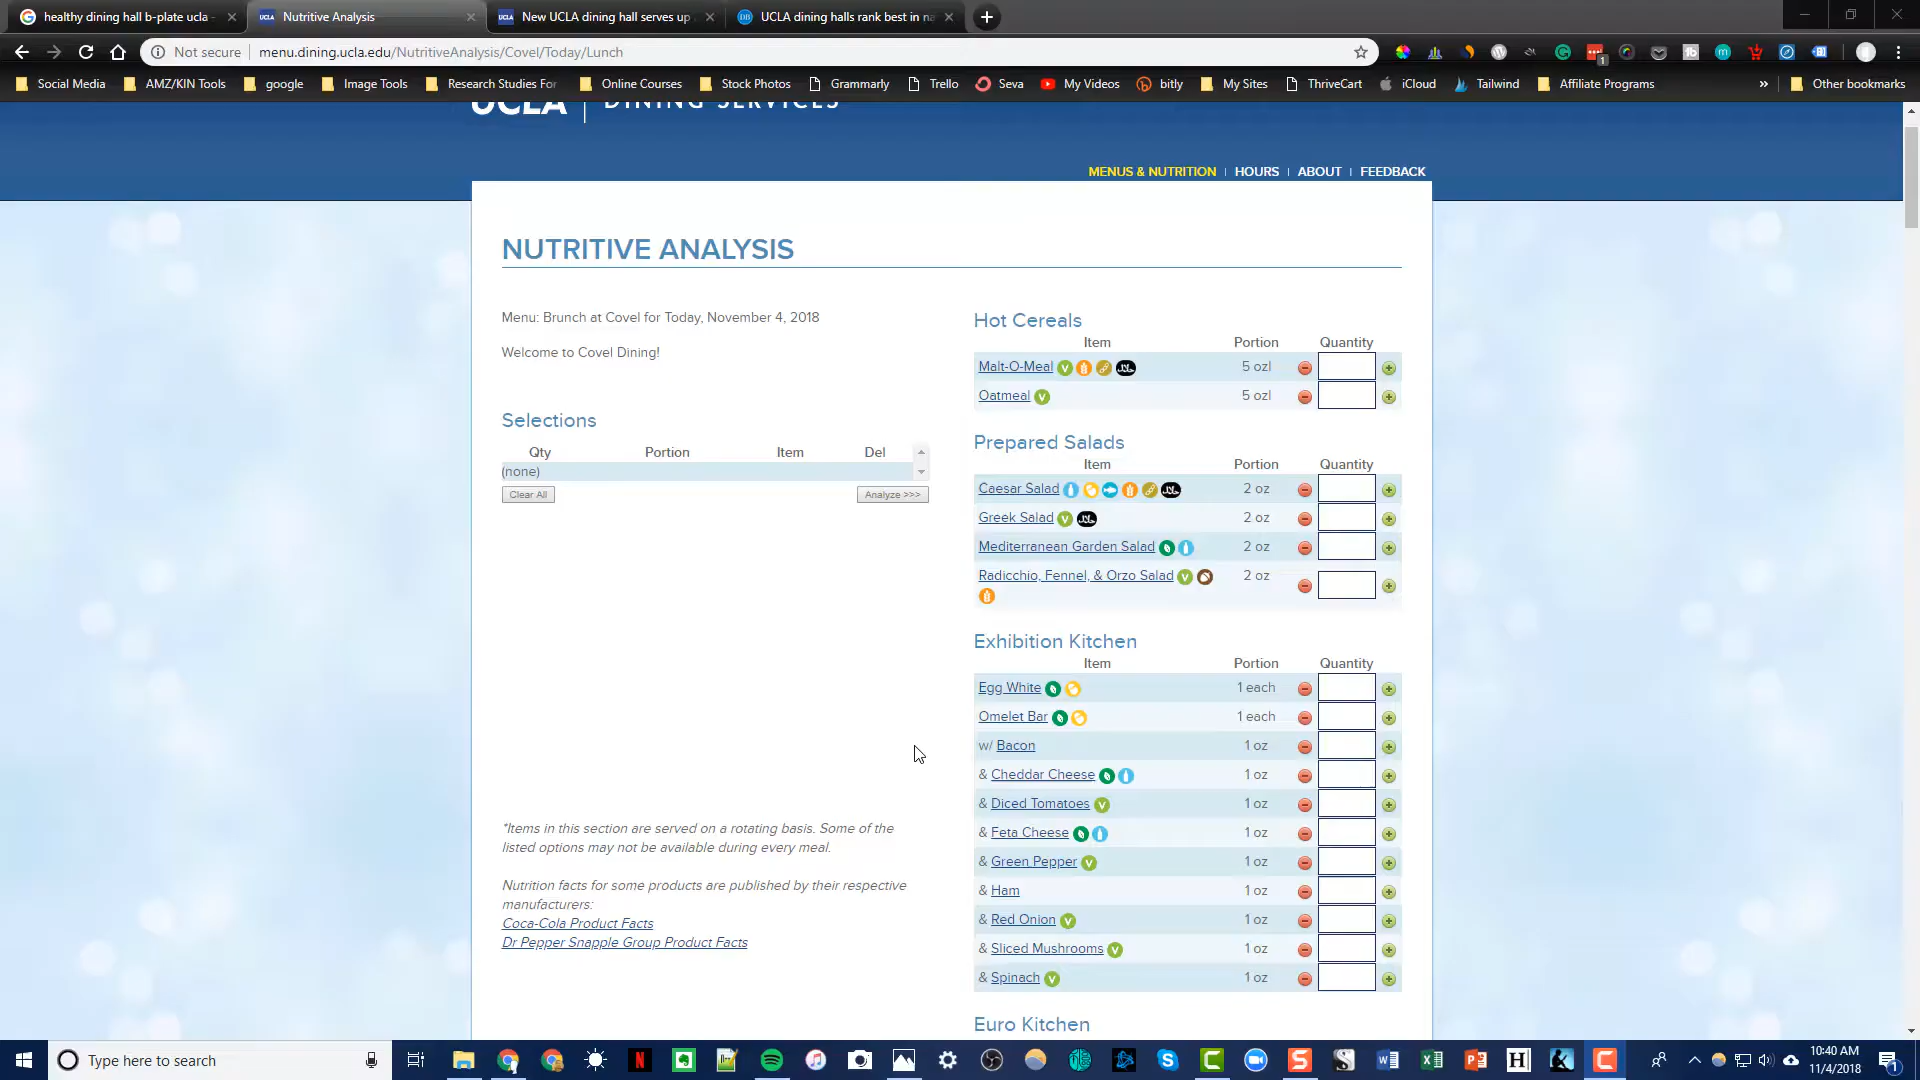 healthy dining hall b-plate ucla
Nutritive Analysis
New UCLA dining hall serves up
UCLA dining halls rank best in na
Not secure
menu.dining.ucla.edu/NutritiveAnalysis/Covel/Today/Lunch
1
Social Media
AMZ/KIN Tools
google
Image Tools
Research Studies For
Online Courses
Stock Photos
Grammarly
Trello
Seva
My Videos
bitly
My Sites
ThriveCart
iCloud
Tailwind
Affiliate Programs
»
Other bookmarks
UCLA DINING SERVICES
MENUS & NUTRITION | HOURS | ABOUT | FEEDBACK
NUTRITIVE ANALYSIS
Menu: Brunch at Covel for Today, November 4, 2018
Welcome to Covel Dining!
Selections
Qty Portion Item Del
(none)
Clear All
Analyze >>>
*Items in this section are served on a rotating basis. Some of the
listed options may not be available during every meal.
Nutrition facts for some products are published by their respective
manufacturers:
Coca-Cola Product Facts
Dr Pepper Snapple Group Product Facts
Hot Cereals
Item Portion Quantity
Malt-O-Meal V 5 ozl
Oatmeal V 5 ozl
Prepared Salads
Item Portion Quantity
Caesar Salad 2 oz
Greek Salad V 2 oz
Mediterranean Garden Salad 2 oz
Radicchio, Fennel, & Orzo Salad V 2 oz
Exhibition Kitchen
Item Portion Quantity
Egg White 1 each
Omelet Bar 1 each
w/ Bacon 1 oz
& Cheddar Cheese 1 oz
& Diced Tomatoes V 1 oz
& Feta Cheese 1 oz
& Green Pepper V 1 oz
& Ham 1 oz
& Red Onion V 1 oz
& Sliced Mushrooms V 1 oz
& Spinach V 1 oz
Euro Kitchen
Type here to search
10:40 AM
11/4/2018
1